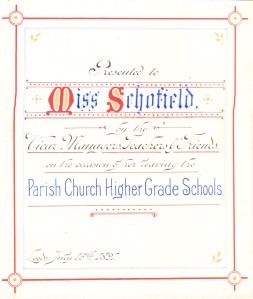 Presented to
Miss Schofield,
by the
Vicar, Managers, Teachers & Friends
on the occasion of her leaving the
Parish Church Higher Grade Schools.
Leeds July 15th